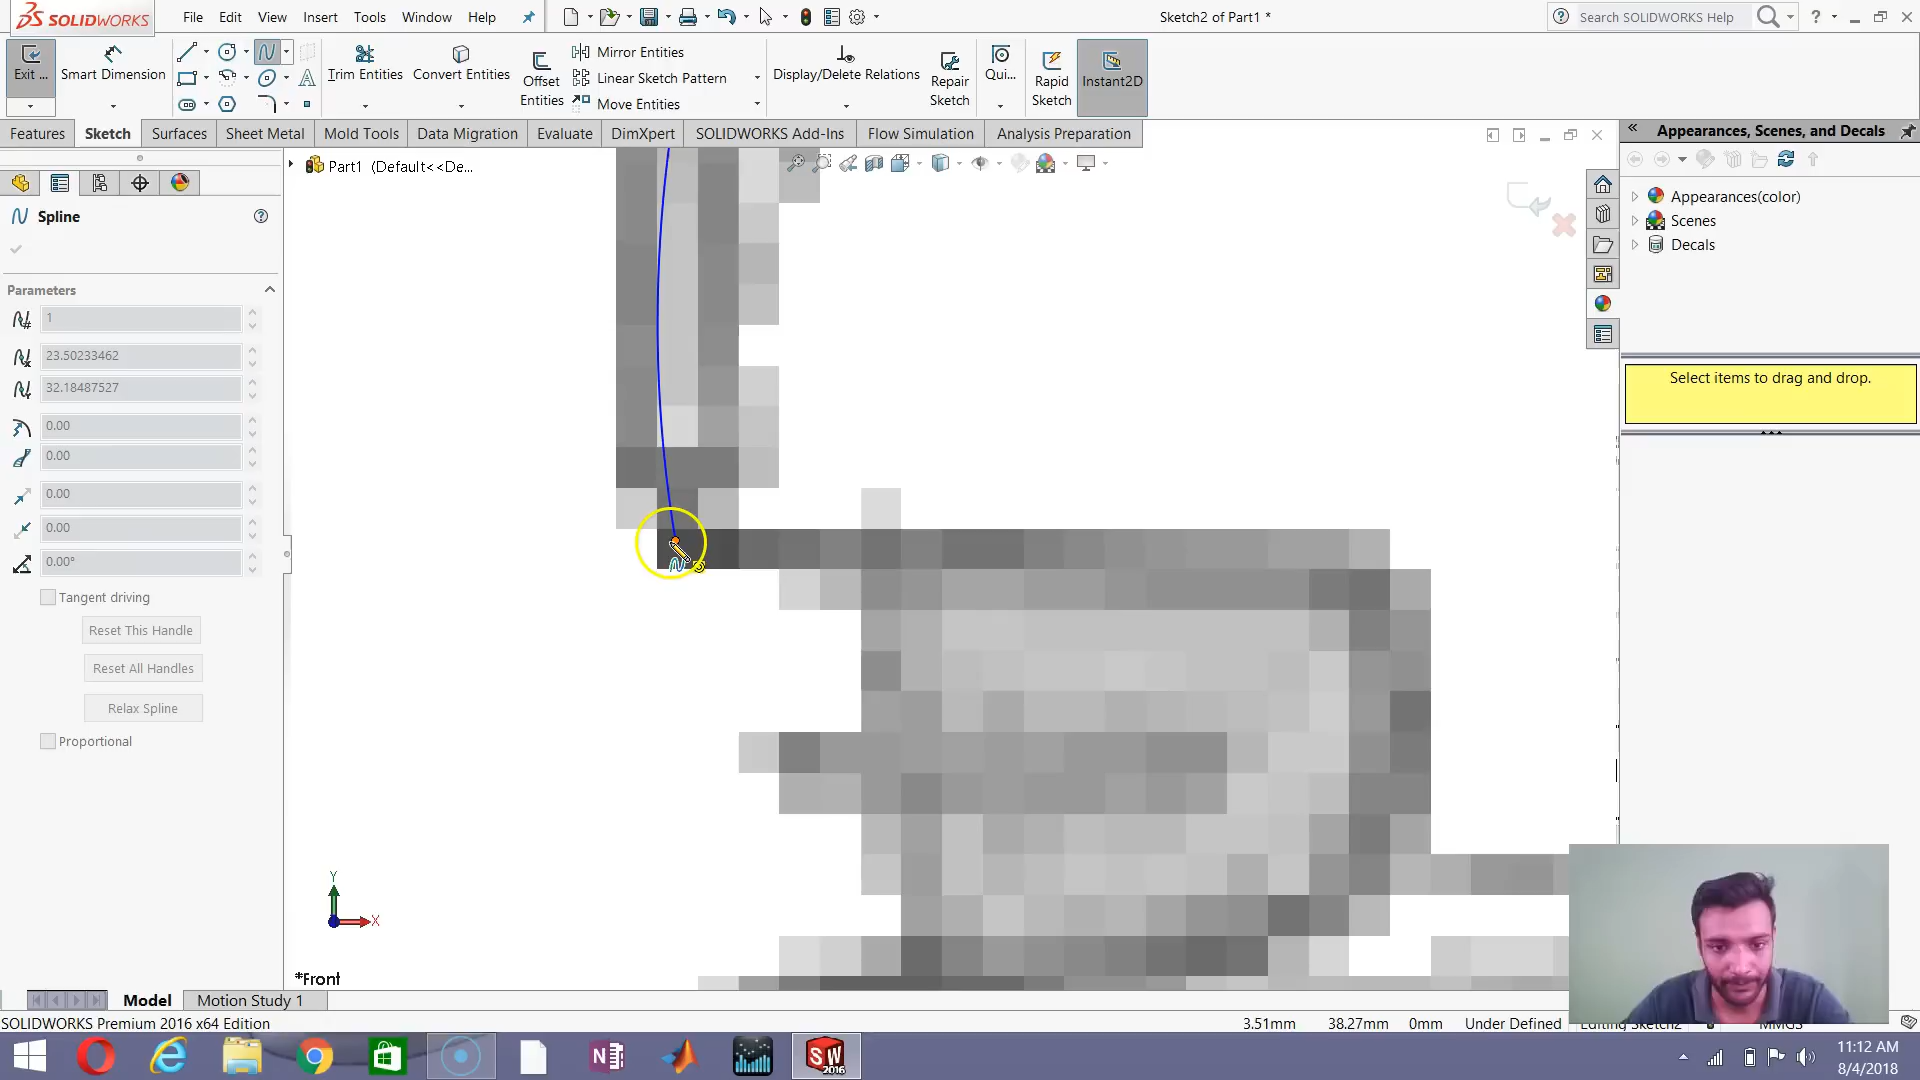 SOLIDWORKS
File Edit View Insert Tools Window Help
Sketch2 of Part1 *
Search SOLIDWORKS Help
Exit ...
Smart Dimension
Trim Entities
Convert Entities
Offset Entities
Mirror Entities
Linear Sketch Pattern
Move Entities
Display/Delete Relations
Repair Sketch
Qui...
Rapid Sketch
Instant2D
Features Sketch Surfaces Sheet Metal Mold Tools Data Migration Evaluate DimXpert SOLIDWORKS Add-Ins Flow Simulation Analysis Preparation
Appearances, Scenes, and Decals
Part1 (Default<<De...
Appearances(color)
Scenes
Decals
Spline
Parameters
1
23.50233462
32.18487527
0.00
0.00
0.00
0.00
0.00°
Tangent driving
Reset This Handle
Reset All Handles
Relax Spline
Proportional
Select items to drag and drop.
Y
X
*Front
Model Motion Study 1
SOLIDWORKS Premium 2016 x64 Edition
3.51mm 38.27mm 0mm Under Defined Editing Sketch2 MMGS
SW 2016
11:12 AM
8/4/2018